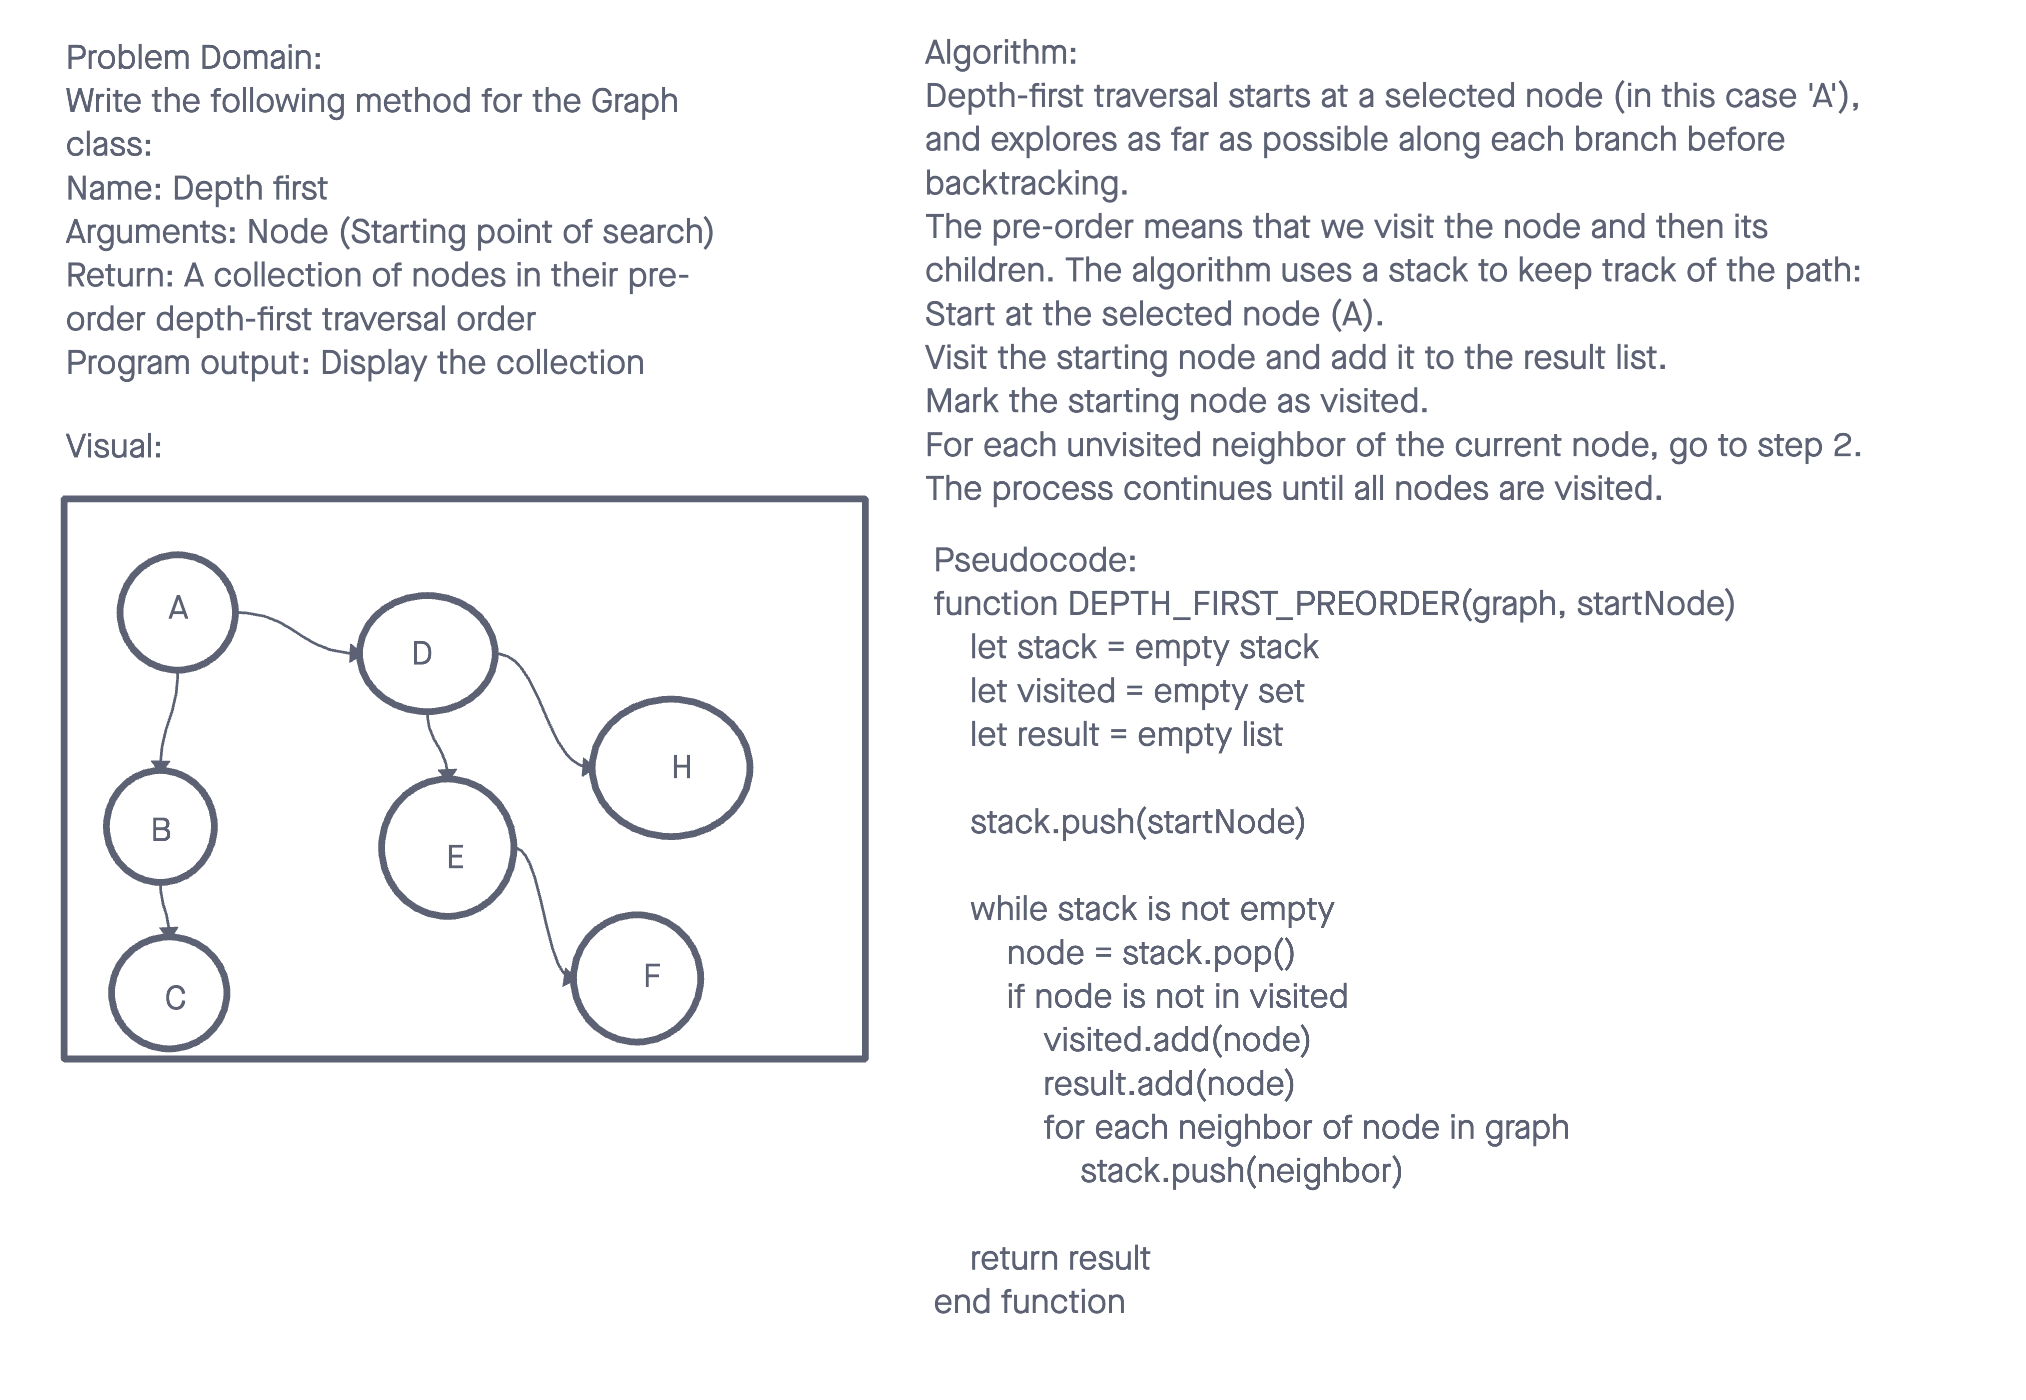 Problem Domain:
Write the following method for the Graph
class:
Name: Depth first
Arguments: Node (Starting point of search)
Return: A collection of nodes in their pre-
order depth-first traversal order
Program output: Display the collection
Visual:
A
D
H
B
E
F
C
Algorithm:
Depth-first traversal starts at a selected node (in this case 'A'),
and explores as far as possible along each branch before
backtracking.
The pre-order means that we visit the node and then its
children. The algorithm uses a stack to keep track of the path:
Start at the selected node (A).
Visit the starting node and add it to the result list.
Mark the starting node as visited.
For each unvisited neighbor of the current node, go to step 2.
The process continues until all nodes are visited.
Pseudocode:
function DEPTH_FIRST_PREORDER(graph, startNode)
let stack = empty stack
let visited = empty set
let result = empty list
stack.push(startNode)
while stack is not empty
node = stack.pop()
if node is not in visited
visited.add(node)
result.add(node)
for each neighbor of node in graph
stack.push(neighbor)
return result
end function